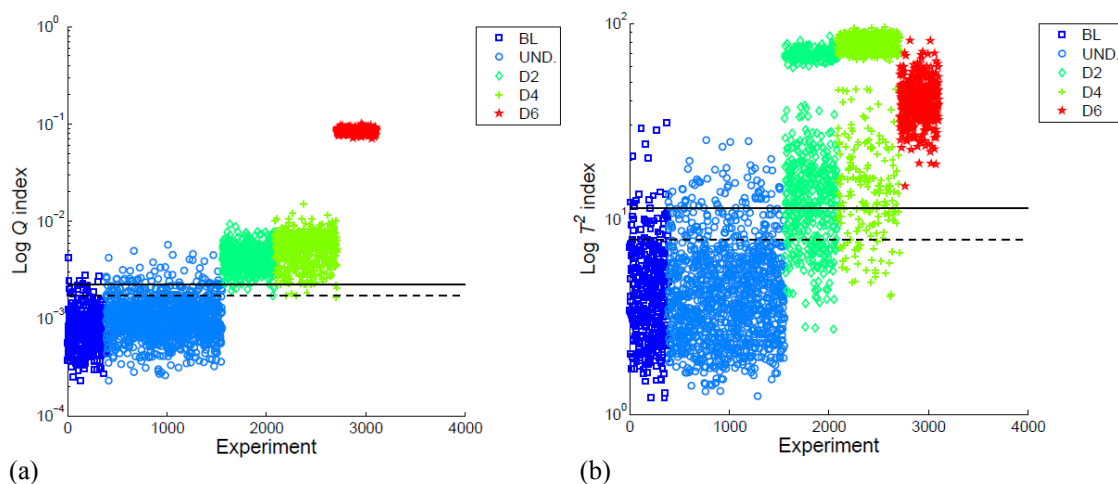 10^0
10^-1
10^-2
10^-3
10^-4
Log Q index
0 1000 2000 3000 4000
Experiment
BL
UND.
D2
D4
D6
(a)
10^2
10^1
10^0
Log T^2 index
0 1000 2000 3000 4000
Experiment
BL
UND.
D2
D4
D6
(b)